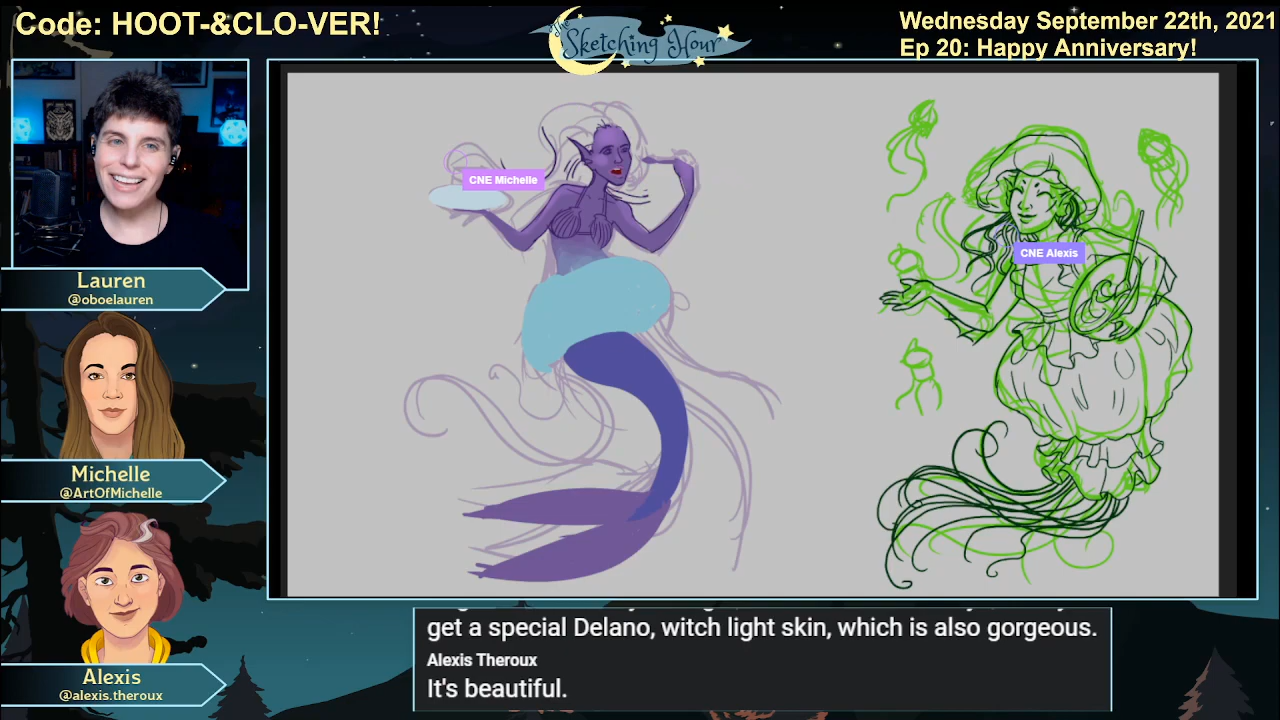 Code: HOOT-&CLO-VER!
The
Sketching Hour
Wednesday September 22th, 2021
Ep 20: Happy Anniversary!
Lauren
@oboelauren
Michelle
@ArtOfMichelle
Alexis
@alexis.theroux
CNE Michelle
CNE Alexis
get a special Delano, witch light skin, which is also gorgeous.
Alexis Theroux
It's beautiful.